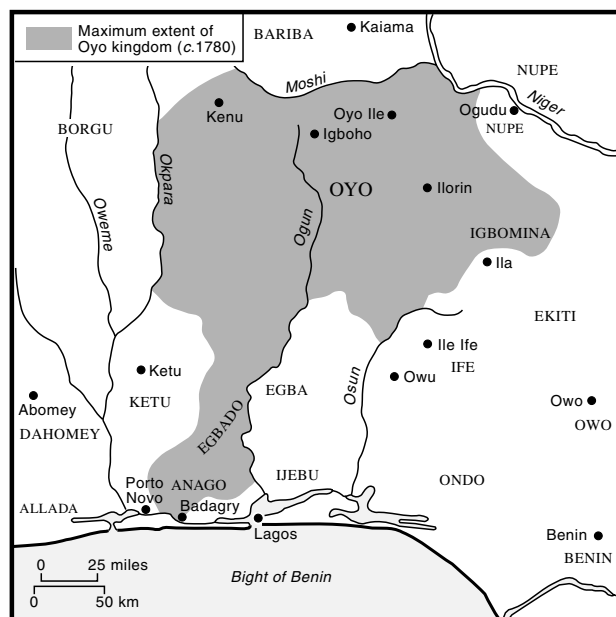 Maximum extent of
Oyo kingdom (c.1780)
BARIBA
Kaiama
NUPE
Moshi
Niger
Kenu
Oyo Ile
Ogudu
NUPE
BORGU
Igboho
Okpara
OYO
Ilorin
Oweme
Ogun
IGBOMINA
Ila
EKITI
Ile Ife
IFE
Ketu
Owu
Osun
EGBA
KETU
Abomey
DAHOMEY
EGBADO
Owo
OWO
Porto
Novo
ANAGO
IJEBU
ONDO
ALLADA
Badagry
Lagos
Benin
BENIN
0 25 miles
0 50 km
Bight of Benin